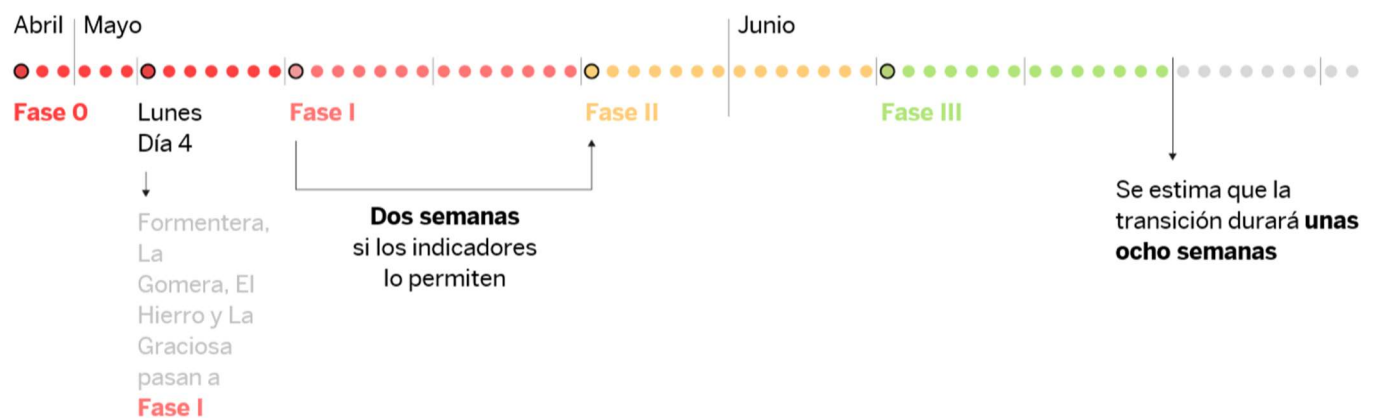 Abril
Mayo
Junio
Fase 0
Lunes
Día 4
Fase I
Fase II
Fase III
Formentera,
La
Gomera, El
Hierro y La
Graciosa
pasan a
Fase I
Dos semanas
si los indicadores
lo permiten
Se estima que la
transición durará unas
ocho semanas